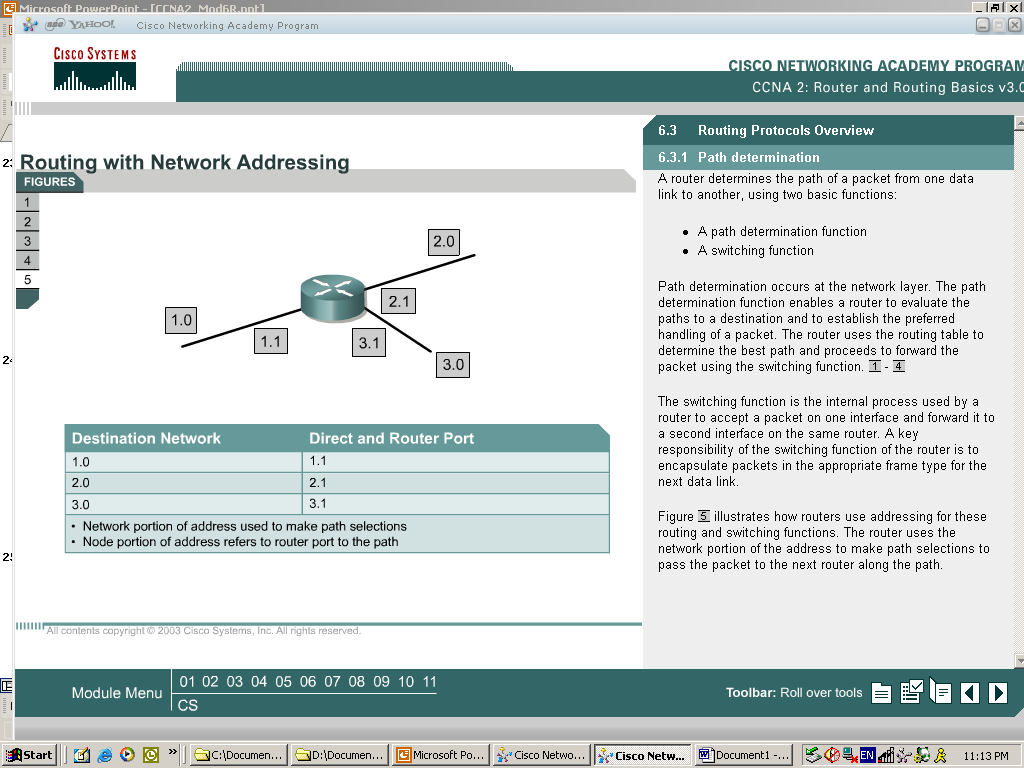 Microsoft PowerPoint - [CCNA2_Mod6R.ppt]
YAHOO! Cisco Networking Academy Program
CISCO SYSTEMS
CISCO NETWORKING ACADEMY PROGRAM
CCNA 2: Router and Routing Basics v3.0
Routing with Network Addressing
FIGURES
1
2
3
4
5
2.0
2.1
1.0
1.1
3.1
3.0
Destination Network Direct and Router Port
1.0 1.1
2.0 2.1
3.0 3.1
• Network portion of address used to make path selections
• Node portion of address refers to router port to the path
All contents copyright © 2003 Cisco Systems, Inc. All rights reserved.
6.3 Routing Protocols Overview
6.3.1 Path determination
A router determines the path of a packet from one data
link to another, using two basic functions:
• A path determination function
• A switching function
Path determination occurs at the network layer. The path
determination function enables a router to evaluate the
paths to a destination and to establish the preferred
handling of a packet. The router uses the routing table to
determine the best path and proceeds to forward the
packet using the switching function. 1 - 4
The switching function is the internal process used by a
router to accept a packet on one interface and forward it to
a second interface on the same router. A key
responsibility of the switching function of the router is to
encapsulate packets in the appropriate frame type for the
next data link.
Figure 5 illustrates how routers use addressing for these
routing and switching functions. The router uses the
network portion of the address to make path selections to
pass the packet to the next router along the path.
Module Menu
01 02 03 04 05 06 07 08 09 10 11
CS
Toolbar: Roll over tools
Start
»
C:\Documen...
D:\Documen...
Microsoft Po...
Cisco Netwo...
Cisco Netw...
Document1 -...
EN
11:13 PM